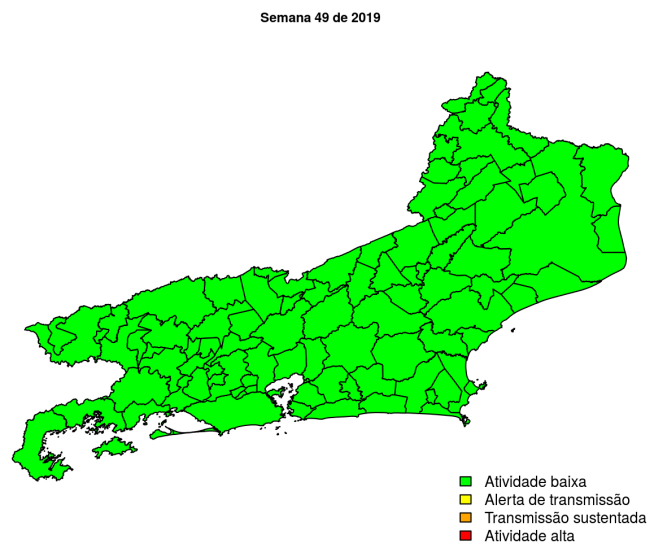 Semana 49 de 2019
Atividade baixa
Alerta de transmissão
Transmissão sustentada
Atividade alta